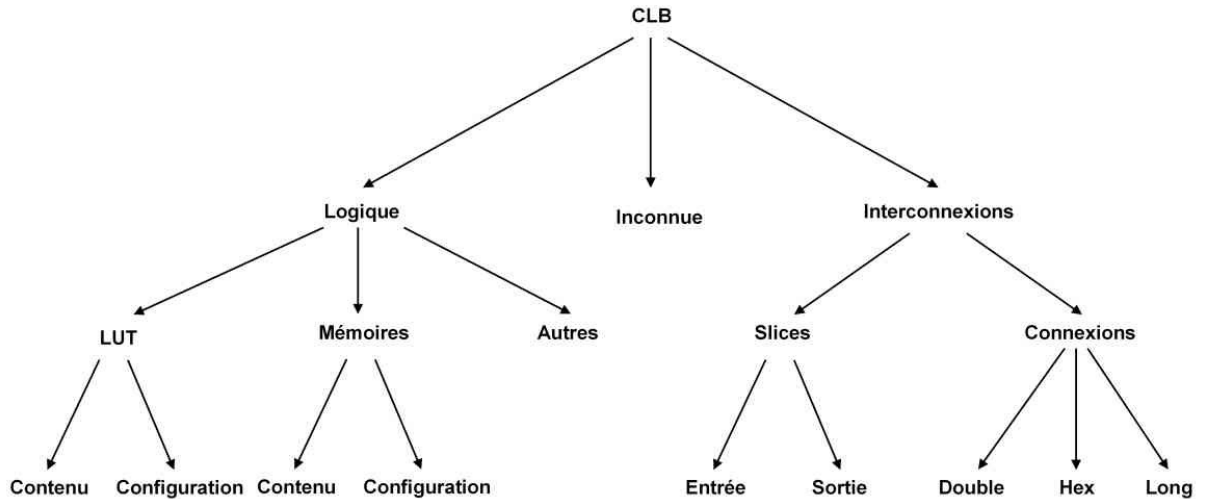 CLB
Logique
Inconnue
Interconnexions
LUT
Mémoires
Autres
Slices
Connexions
Contenu
Configuration
Contenu
Configuration
Entrée
Sortie
Double
Hex
Long